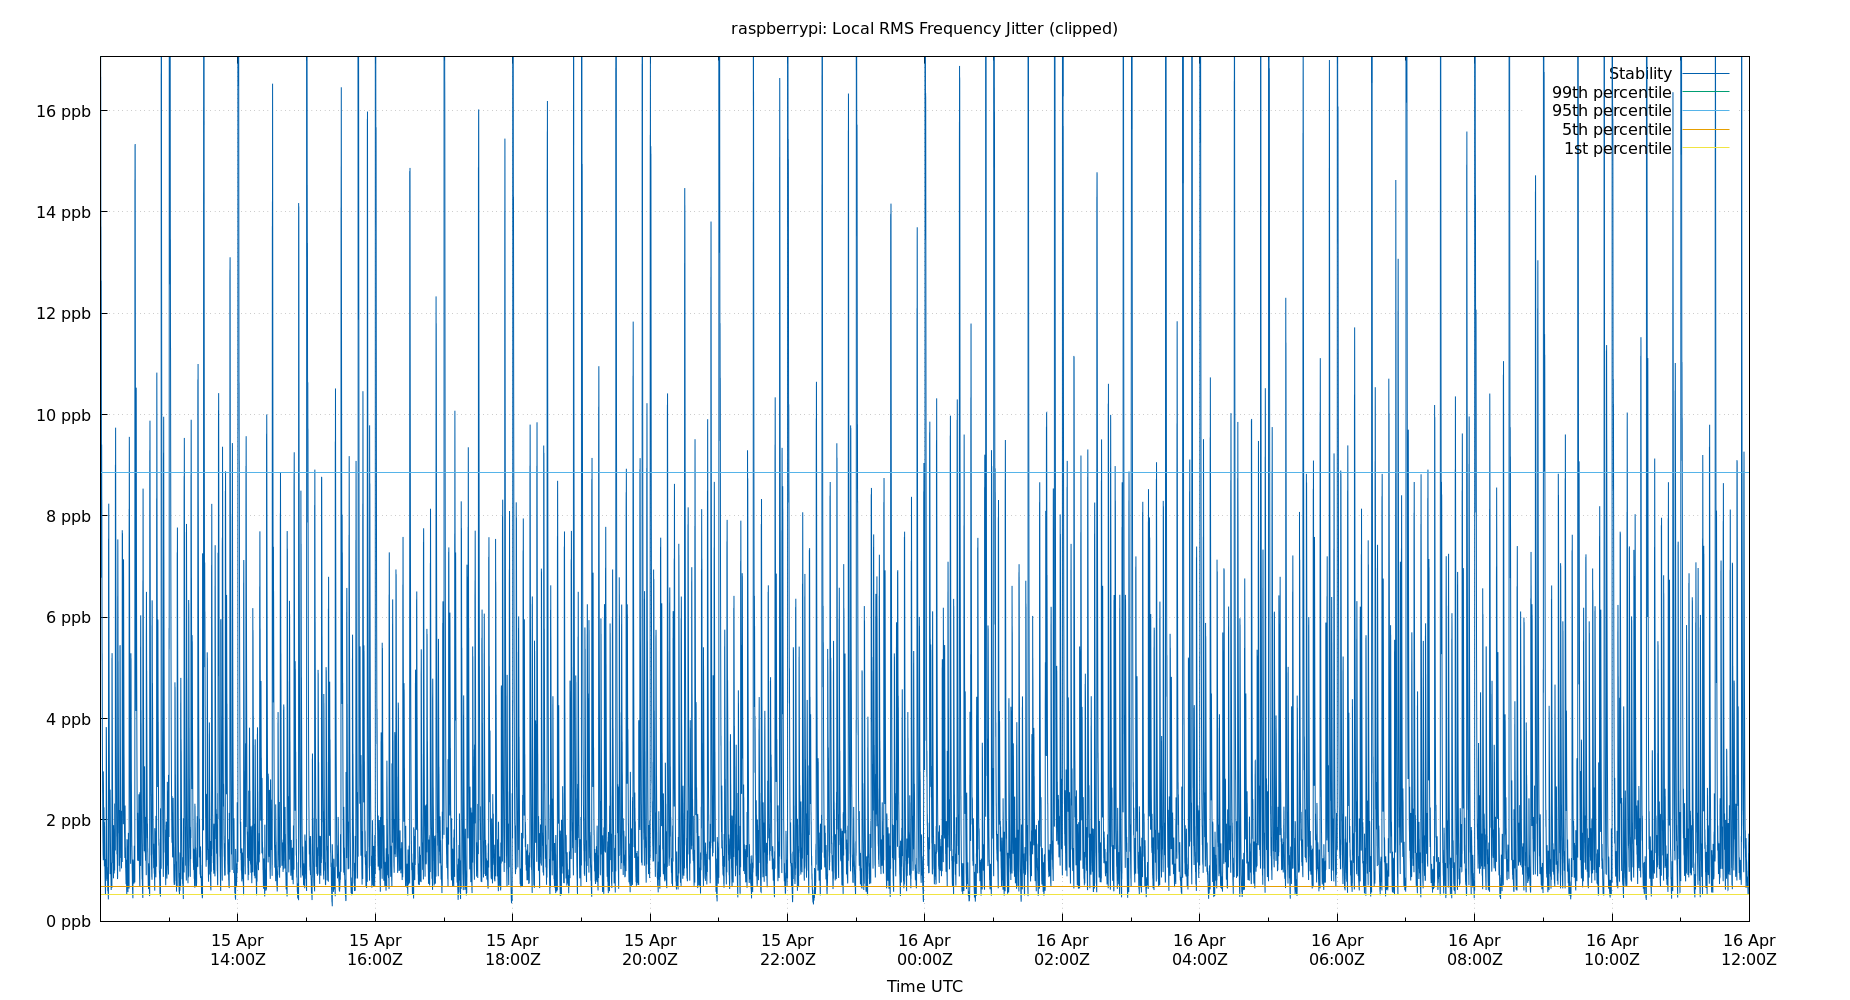 raspberrypi: Local RMS Frequency Jitter (clipped)
Stability
99th percentile
95th percentile
5th percentile
1st percentile
16 ppb
14 ppb
12 ppb
10 ppb
8 ppb
6 ppb
4 ppb
2 ppb
0 ppb
15 Apr 15 Apr 15 Apr 15 Apr 15 Apr 16 Apr 16 Apr 16 Apr 16 Apr 16 Apr 16 Apr 16 Apr
14:00Z 16:00Z 18:00Z 20:00Z 22:00Z 00:00Z 02:00Z 04:00Z 06:00Z 08:00Z 10:00Z 12:00Z
Time UTC